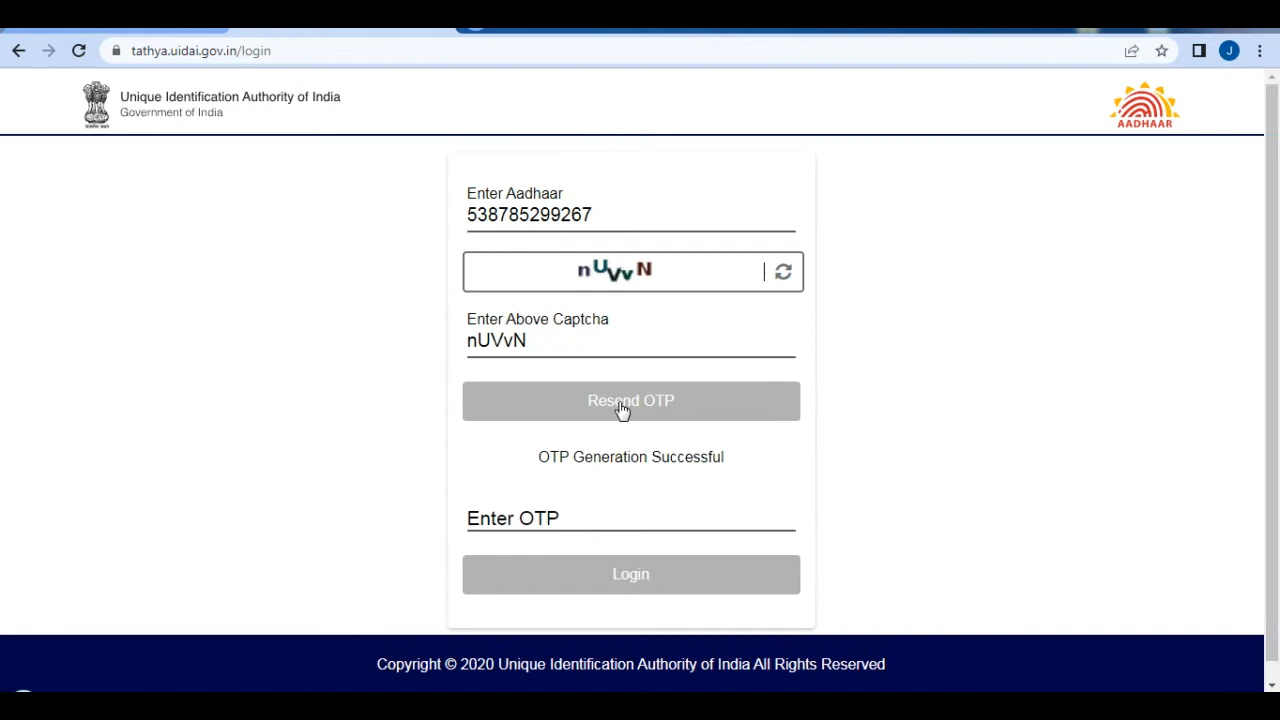 tathya.uidai.gov.in/login
J
Unique Identification Authority of India
Government of India
AADHAAR
Enter Aadhaar
538785299267
nUVvN
Enter Above Captcha
nUVvN
Resend OTP
OTP Generation Successful
Enter OTP
Login
Copyright © 2020 Unique Identification Authority of India All Rights Reserved